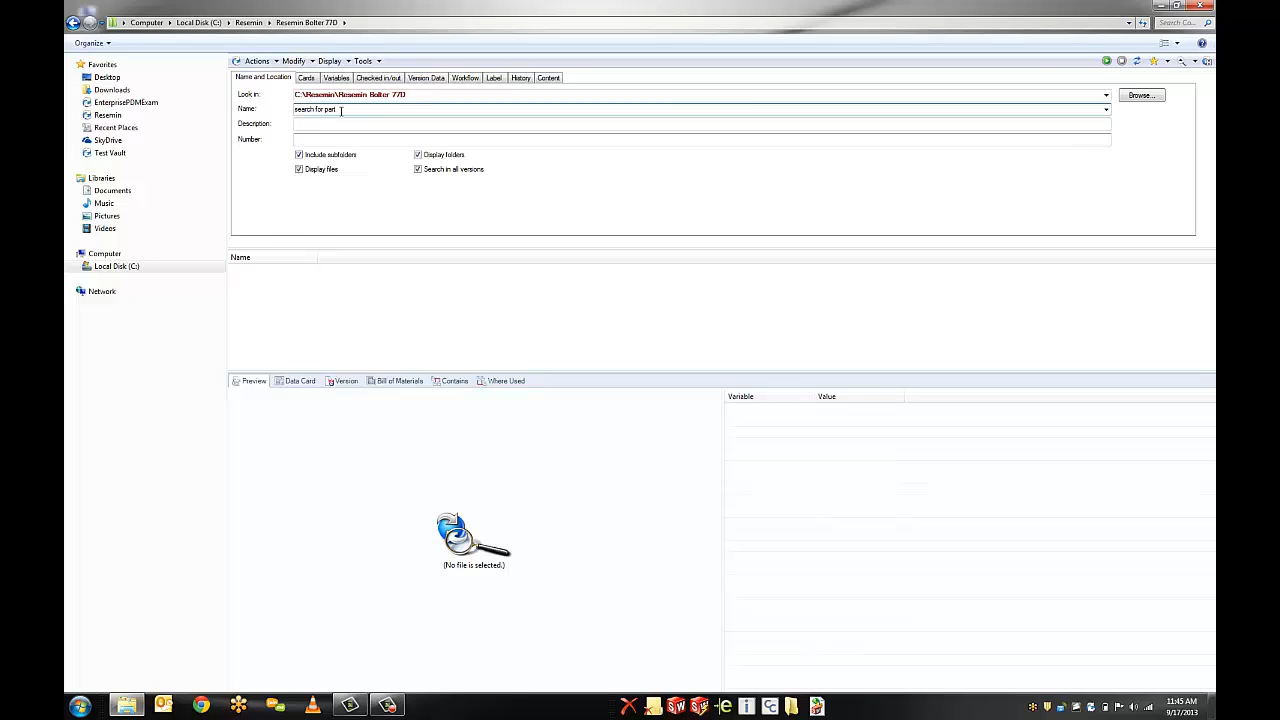 Computer ▸ Local Disk (C:) ▸ Resemin ▸ Resemin Bolter 77D ▸
Search Co...
Organize ▾
Favorites
Desktop
Downloads
EnterprisePDMExam
Resemin
Recent Places
SkyDrive
Test Vault
Libraries
Documents
Music
Pictures
Videos
Computer
Local Disk (C:)
Network
Actions Modify Display Tools
Name and Location Cards Variables Checked in/out Version Data Workflow Label History Content
Look in: C:\Resemin\Resemin Bolter 77D Browse...
Name: search for part
Description:
Number:
Include subfolders Display folders
Display files Search in all versions
Name
Preview Data Card Version Bill of Materials Contains Where Used
Variable Value
(No file is selected.)
11:45 AM
9/17/2013